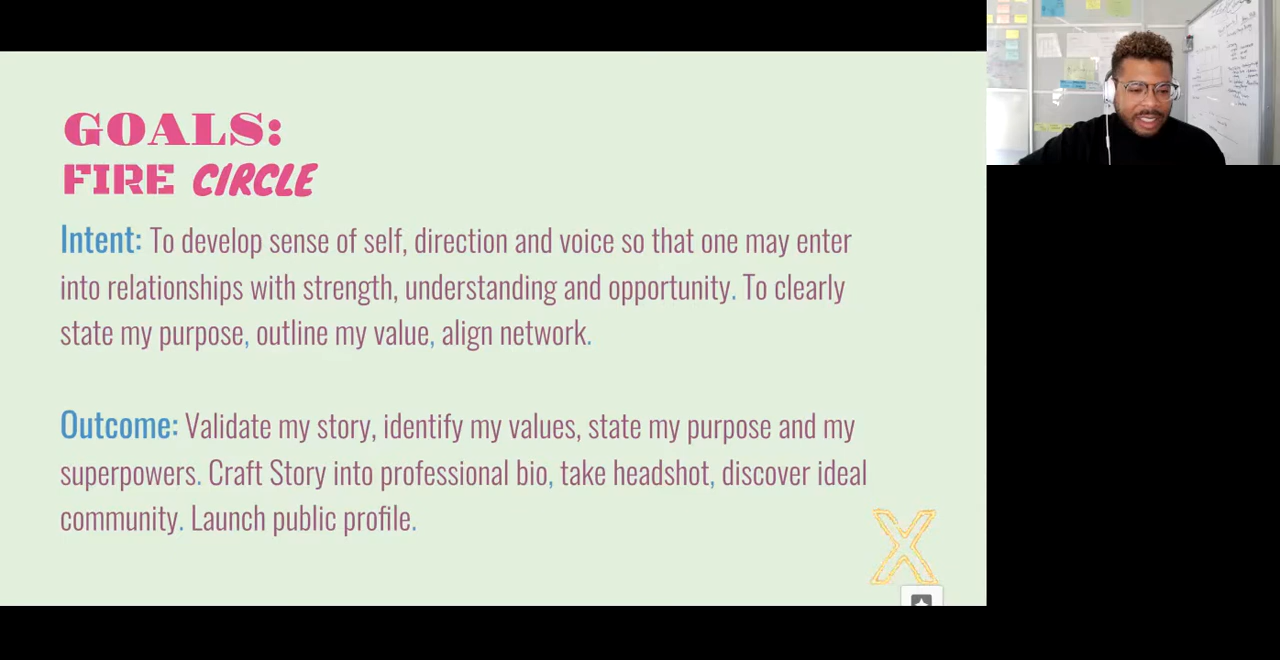 GOALS:
FIRE CIRCLE
Intent: To develop sense of self, direction and voice so that one may enter
into relationships with strength, understanding and opportunity. To clearly
state my purpose, outline my value, align network.
Outcome: Validate my story, identify my values, state my purpose and my
superpowers. Craft Story into professional bio, take headshot, discover ideal
community. Launch public profile.
X